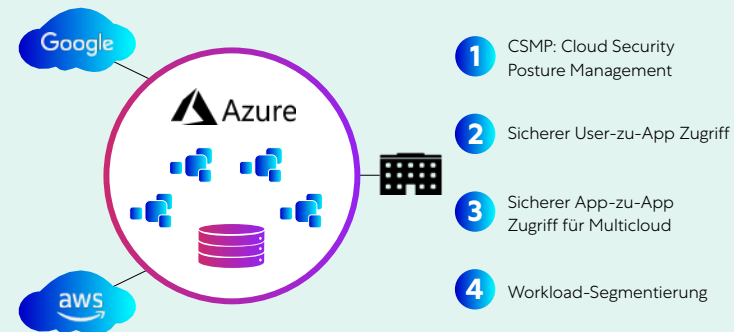 Google
Azure
aws
1
CSMP: Cloud Security
Posture Management
2
Sicherer User-zu-App Zugriff
3
Sicherer App-zu-App
Zugriff für Multicloud
4
Workload-Segmentierung